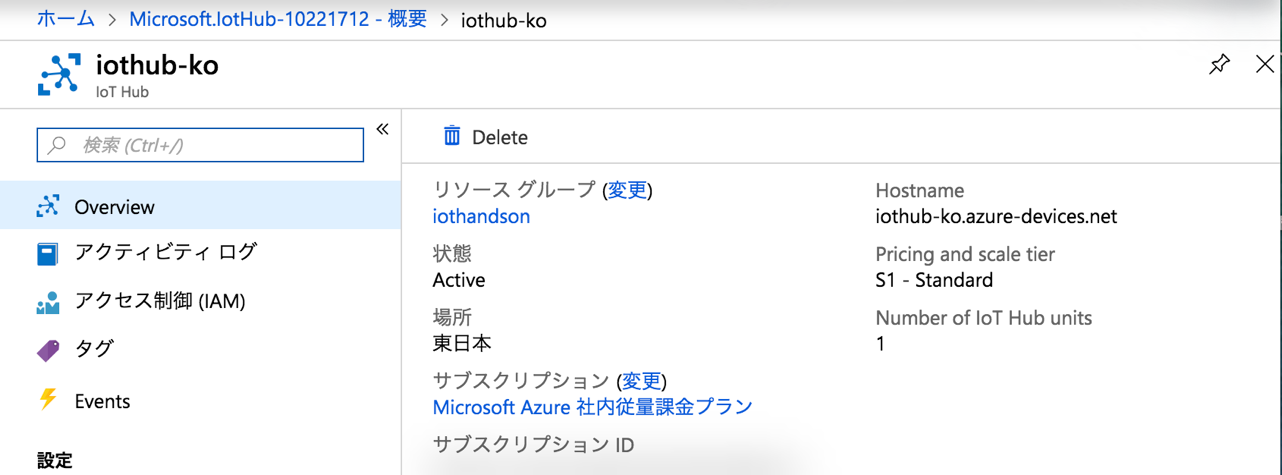 ホーム > Microsoft.IotHub-10221712 - 概要 > iothub-ko
iothub-ko
IoT Hub
検索 (Ctrl+/)
«
Overview
アクティビティ ログ
アクセス制御 (IAM)
タグ
Events
設定
Delete
リソース グループ (変更)
iothandson
状態
Active
場所
東日本
サブスクリプション (変更)
Microsoft Azure 社内従量課金プラン
サブスクリプション ID
Hostname
iothub-ko.azure-devices.net
Pricing and scale tier
S1 - Standard
Number of IoT Hub units
1